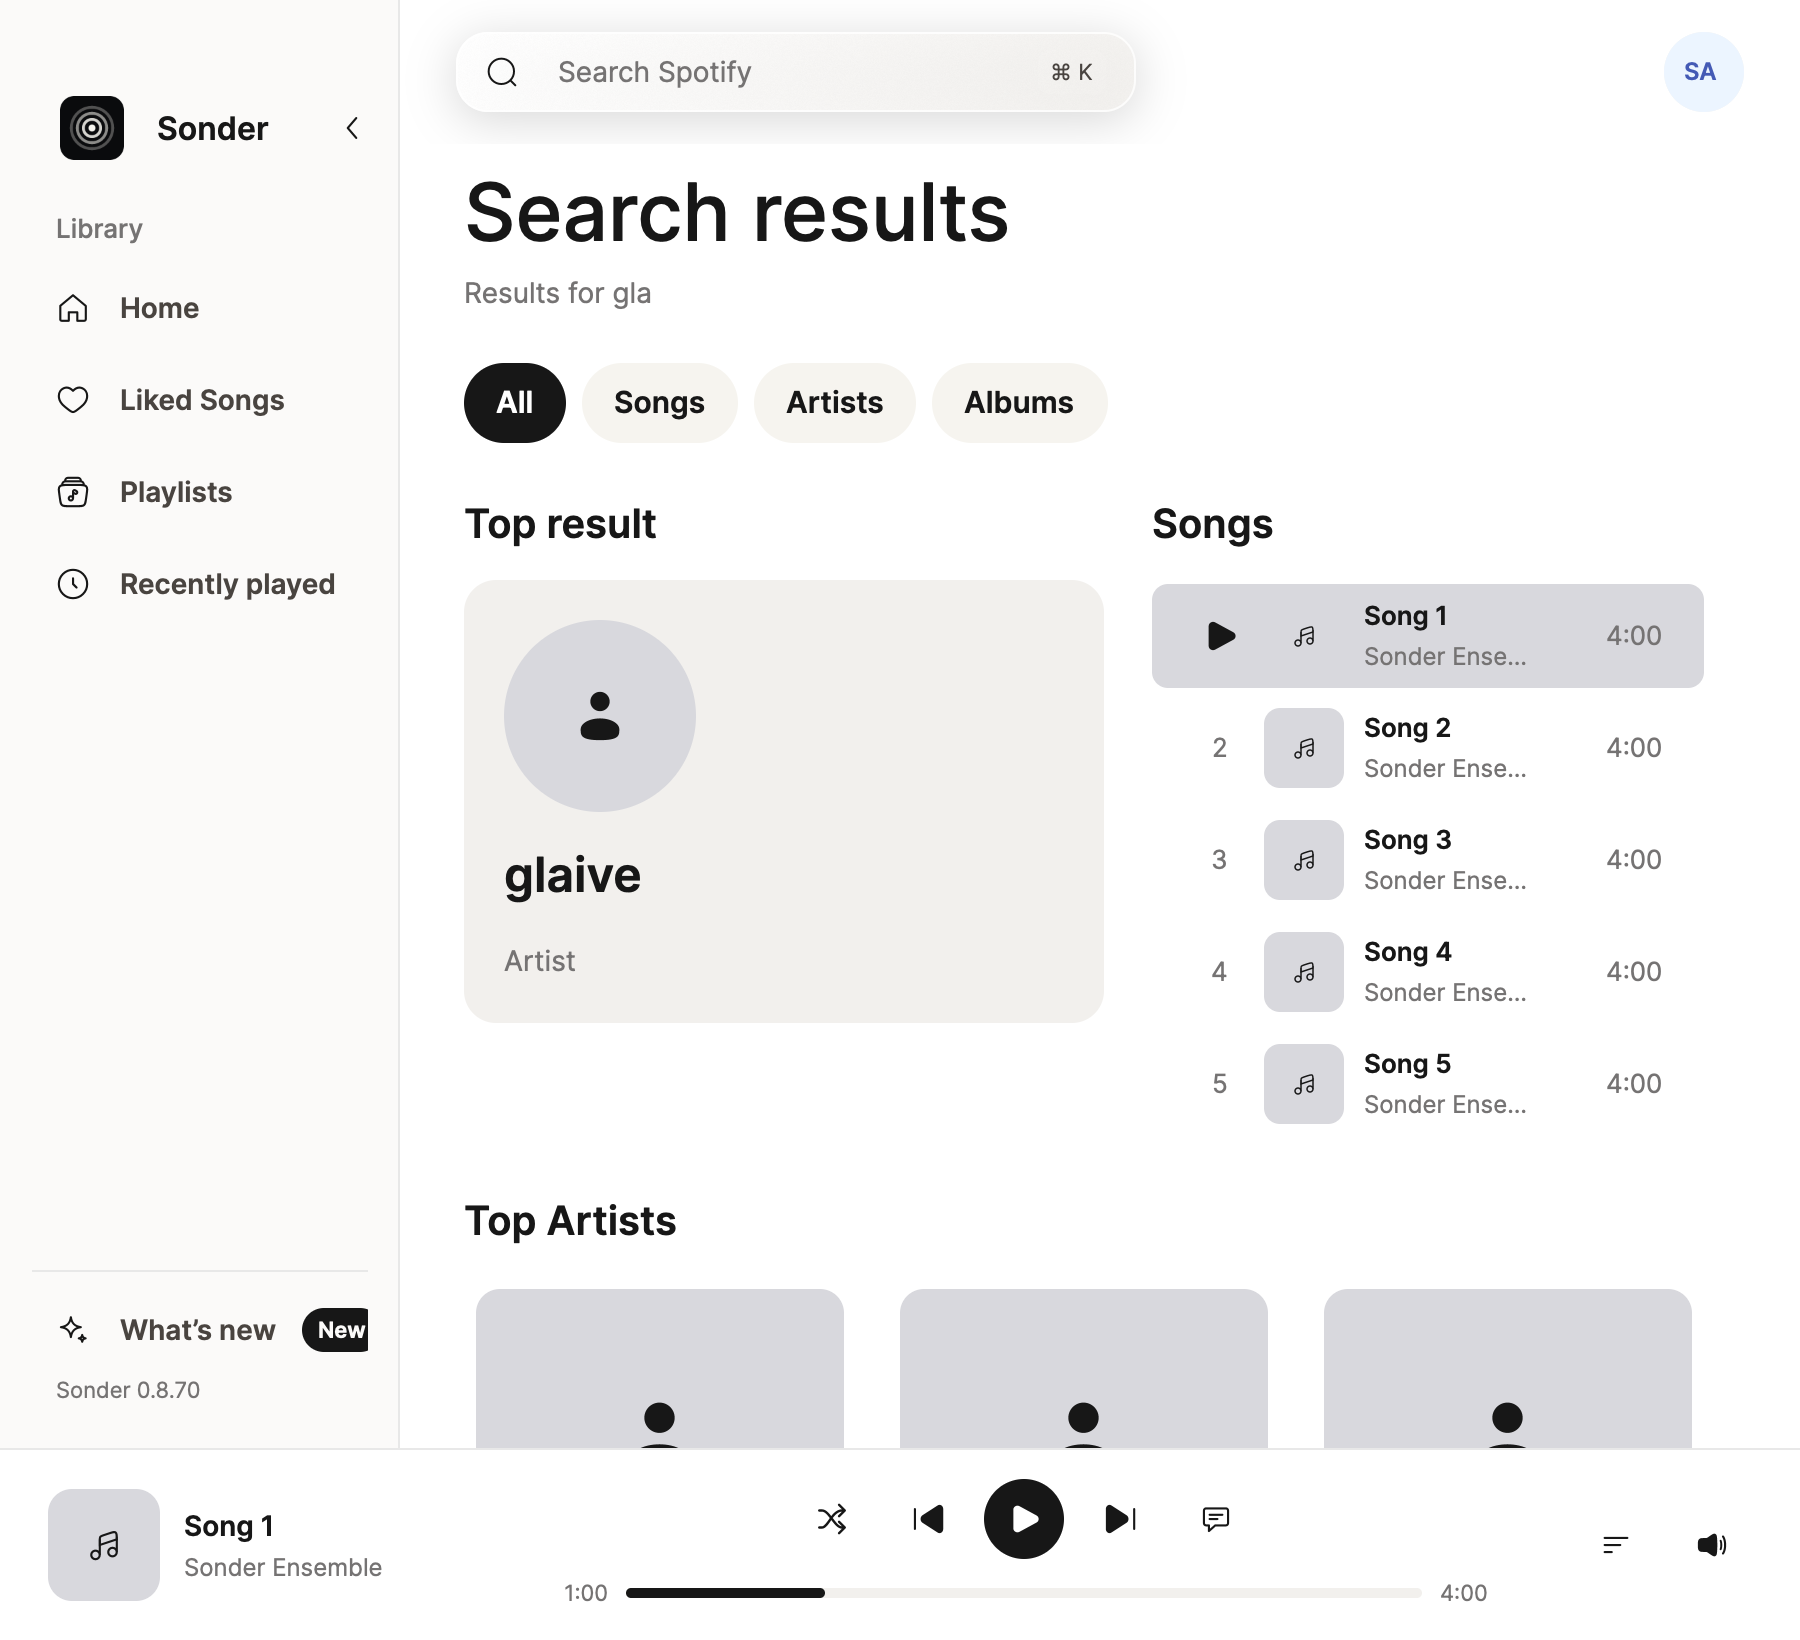 Search Spotify
⌘ K
SA
Sonder
Library
Home
Liked Songs
Playlists
Recently played
What’s new
New
Sonder 0.8.70
Search results
Results for gla
All
Songs
Artists
Albums
Top result
glaive
Artist
Songs
Song 1
Sonder Ense...
4:00
2
Song 2
Sonder Ense...
4:00
3
Song 3
Sonder Ense...
4:00
4
Song 4
Sonder Ense...
4:00
5
Song 5
Sonder Ense...
4:00
Top Artists
Song 1
Sonder Ensemble
1:00
4:00